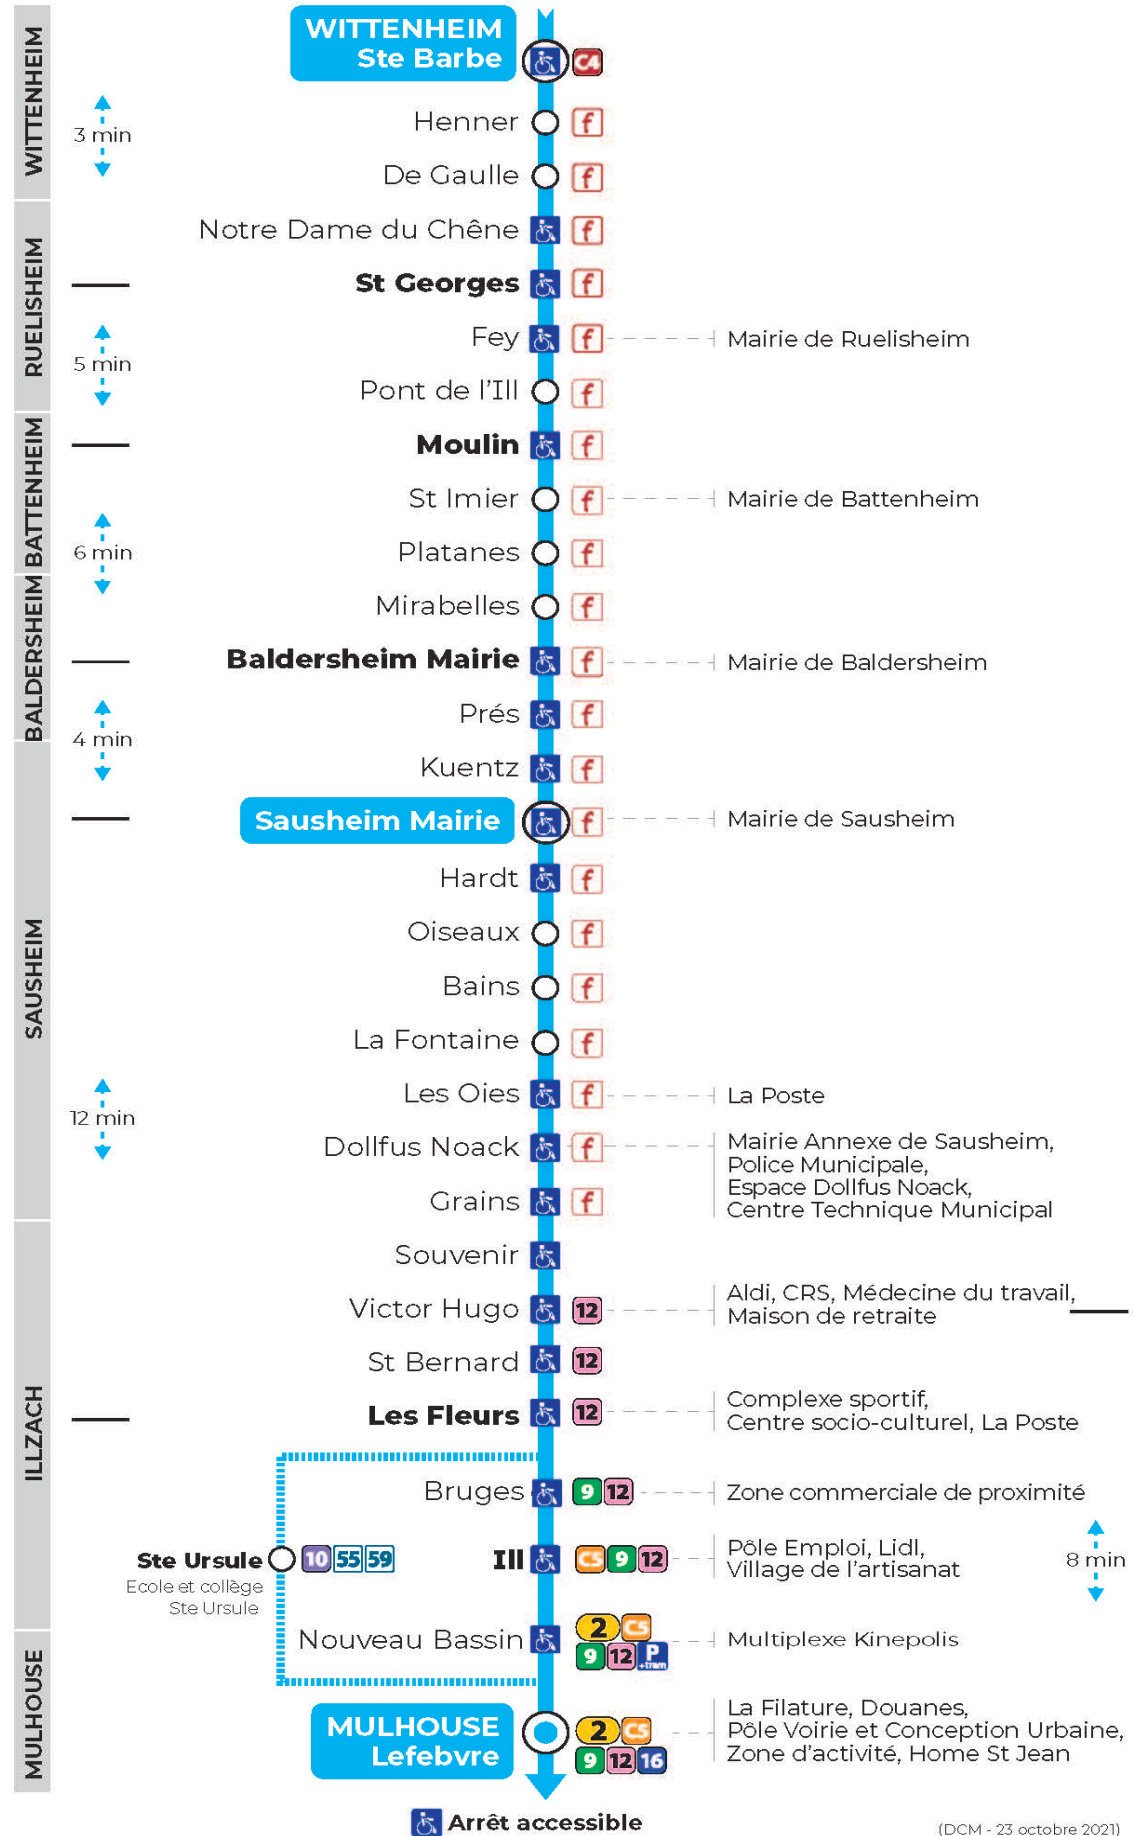 WITTENHEIM
WITTENHEIM
Ste Barbe
C4
3 min
Henner
f
De Gaulle
f
RUELISHEIM
Notre Dame du Chêne
f
St Georges
f
5 min
Fey
f
Mairie de Ruelisheim
Pont de l'Ill
f
BATTENHEIM
Moulin
f
St Imier
f
Mairie de Battenheim
6 min
Platanes
f
BALDERSHEIM
Mirabelles
f
Baldersheim Mairie
f
Mairie de Baldersheim
4 min
Prés
f
SAUSHEIM
Kuentz
f
Sausheim Mairie
f
Mairie de Sausheim
Hardt
f
Oiseaux
f
Bains
f
La Fontaine
f
12 min
Les Oies
f
La Poste
Dollfus Noack
f
Mairie Annexe de Sausheim,
Police Municipale,
Espace Dollfus Noack,
Centre Technique Municipal
Grains
f
ILLZACH
Souvenir
Victor Hugo
12
Aldi, CRS, Médecine du travail,
Maison de retraite
St Bernard
12
Les Fleurs
12
Complexe sportif,
Centre socio-culturel, La Poste
Bruges
9 12
Zone commerciale de proximité
Ste Ursule
10 55 59
Ecole et collège
Ste Ursule
Ill
C5 9 12
Pôle Emploi, Lidl,
Village de l'artisanat
8 min
MULHOUSE
Nouveau Bassin
2 C5
9 12 P +tram
Multiplexe Kinepolis
MULHOUSE
Lefebvre
2 C5
9 12 16
La Filature, Douanes,
Pôle Voirie et Conception Urbaine,
Zone d'activité, Home St Jean
Arrêt accessible
(DCM - 23 octobre 2021)